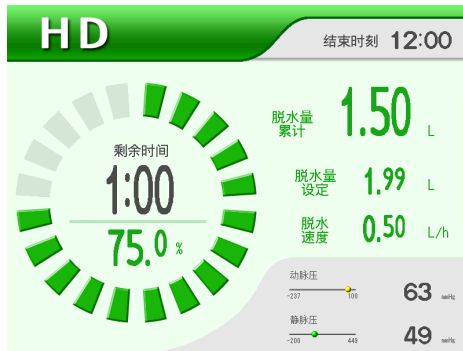 HD
结束时刻 12:00
剩余时间
1:00
75.0 %
脱水量
累计 1.50 L
脱水量
设定 1.99 L
脱水
速度 0.50 L/h
动脉压
-237 100
63 mmHg
静脉压
-200 449
49 mmHg